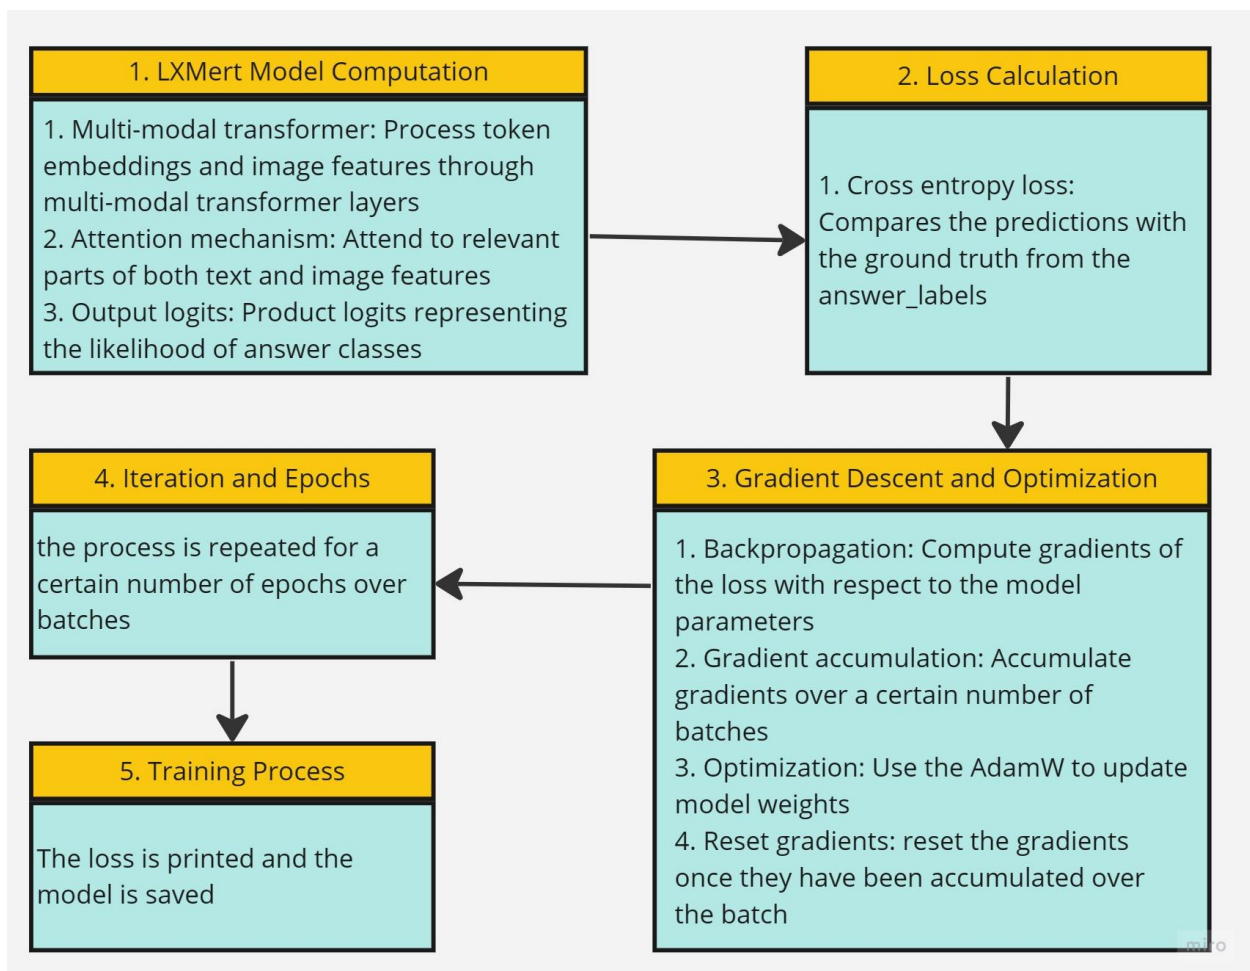 1. LXMert Model Computation
1. Multi-modal transformer: Process token
embeddings and image features through
multi-modal transformer layers
2. Attention mechanism: Attend to relevant
parts of both text and image features
3. Output logits: Product logits representing
the likelihood of answer classes
2. Loss Calculation
1. Cross entropy loss:
Compares the predictions with
the ground truth from the
answer_labels
3. Gradient Descent and Optimization
1. Backpropagation: Compute gradients of
the loss with respect to the model
parameters
2. Gradient accumulation: Accumulate
gradients over a certain number of
batches
3. Optimization: Use the AdamW to update
model weights
4. Reset gradients: reset the gradients
once they have been accumulated over
the batch
4. Iteration and Epochs
the process is repeated for a
certain number of epochs over
batches
5. Training Process
The loss is printed and the
model is saved
miro